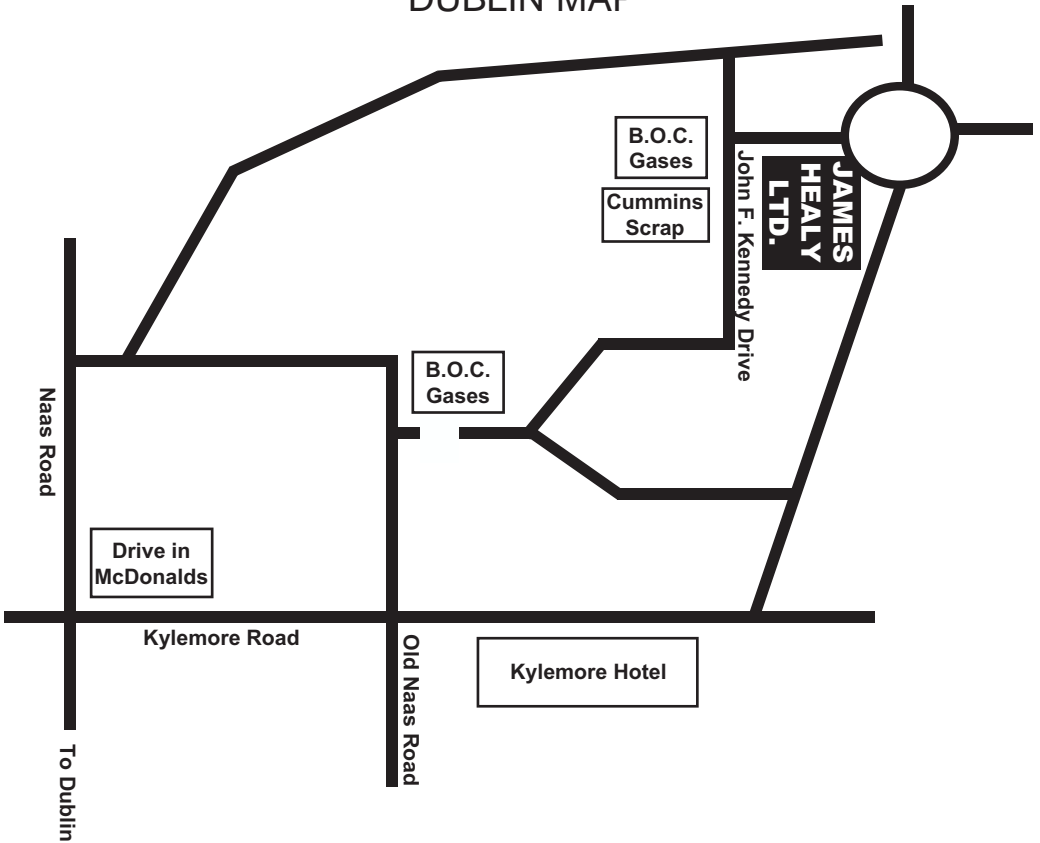 DUBLIN MAP
B.O.C.
Gases
Cummins
Scrap
John F. Kennedy Drive
JAMES
HEALY
LTD.
B.O.C.
Gases
Naas Road
Drive in
McDonalds
Kylemore Road
Old Naas Road
Kylemore Hotel
To Dublin